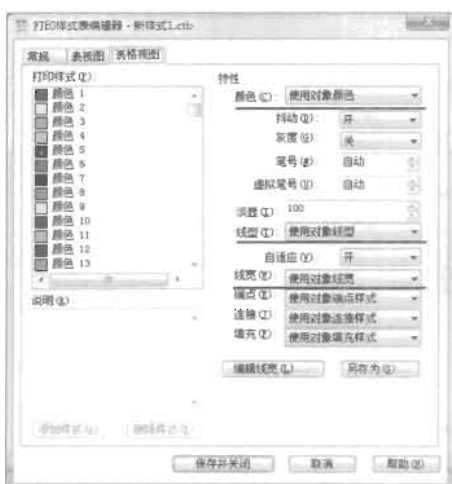 打印样式表编辑器 - 新样式1.ctb
常规 表视图 表格视图
打印样式(P):
颜色 1
颜色 2
颜色 3
颜色 4
颜色 5
颜色 6
颜色 7
颜色 8
颜色 9
颜色 10
颜色 11
颜色 12
颜色 13
说明(R):
添加样式(A) 删除样式
特性
颜色(C): 使用对象颜色
抖动(D): 开
灰度(G): 关
笔号(#): 自动
虚拟笔号(U): 自动
淡显(I): 100
线型(T): 使用对象线型
自适应(V): 开
线宽(W): 使用对象线宽
端点(E): 使用对象端点样式
连接(J): 使用对象连接样式
填充(F): 使用对象填充样式
编辑线宽(L) 另存为(S)
保存并关闭 取消 帮助(H)